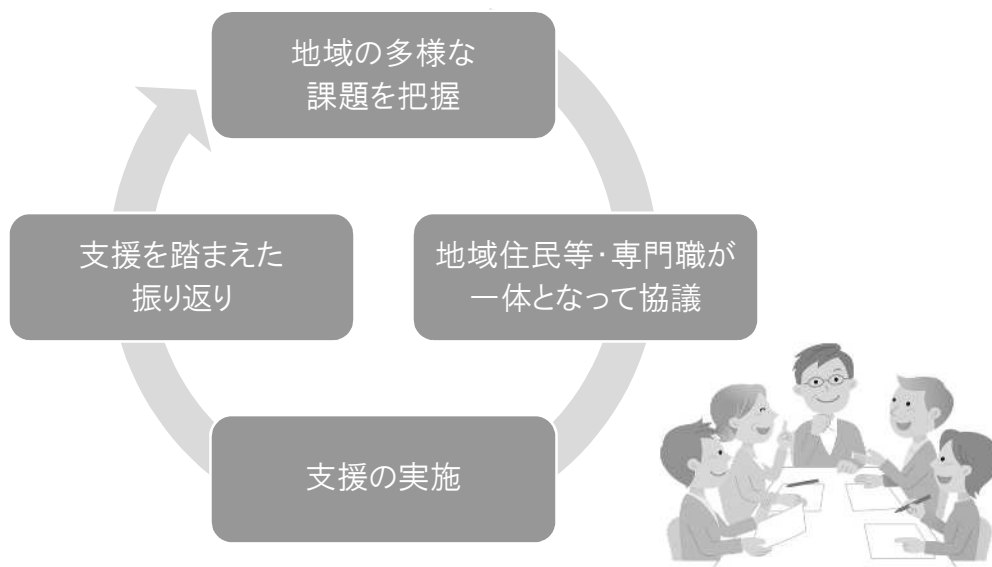 地域の多様な
課題を把握
地域住民等・専門職が
一体となって協議
支援の実施
支援を踏まえた
振り返り